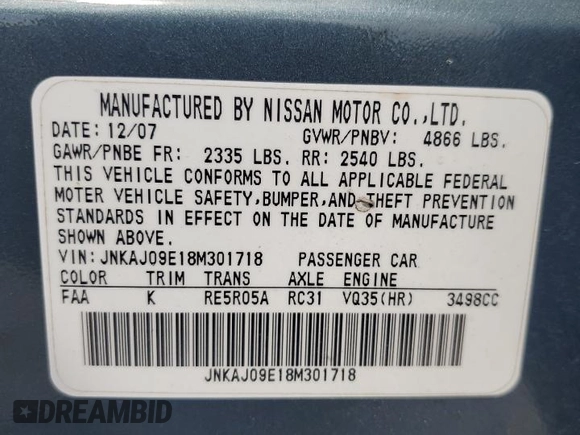 MANUFACTURED BY NISSAN MOTOR CO.,LTD.
DATE: 12/07 GVWR/PNBV: 4866 LBS.
GAWR/PNBE FR: 2335 LBS. RR: 2540 LBS.
THIS VEHICLE CONFORMS TO ALL APPLICABLE FEDERAL
MOTER VEHICLE SAFETY,BUMPER,AND THEFT PREVENTION
STANDARDS IN EFFECT ON THE DATE OF MANUFACTURE
SHOWN ABOVE.
VIN: JNKAJ09E18M301718 PASSENGER CAR
COLOR TRIM TRANS AXLE ENGINE
FAA K RE5R05A RC31 VQ35(HR) 3498CC
JNKAJ09E18M301718
DREAMBID